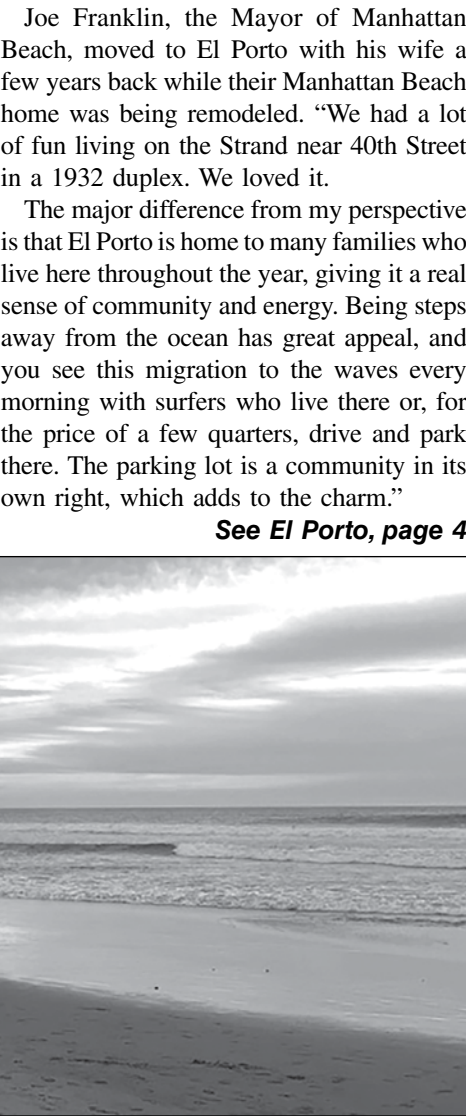 Joe Franklin, the Mayor of Manhattan
Beach, moved to El Porto with his wife a
few years back while their Manhattan Beach
home was being remodeled. “We had a lot
of fun living on the Strand near 40th Street
in a 1932 duplex. We loved it.
The major difference from my perspective
is that El Porto is home to many families who
live here throughout the year, giving it a real
sense of community and energy. Being steps
away from the ocean has great appeal, and
you see this migration to the waves every
morning with surfers who live there or, for
the price of a few quarters, drive and park
there. The parking lot is a community in its
own right, which adds to the charm.”
See El Porto, page 4